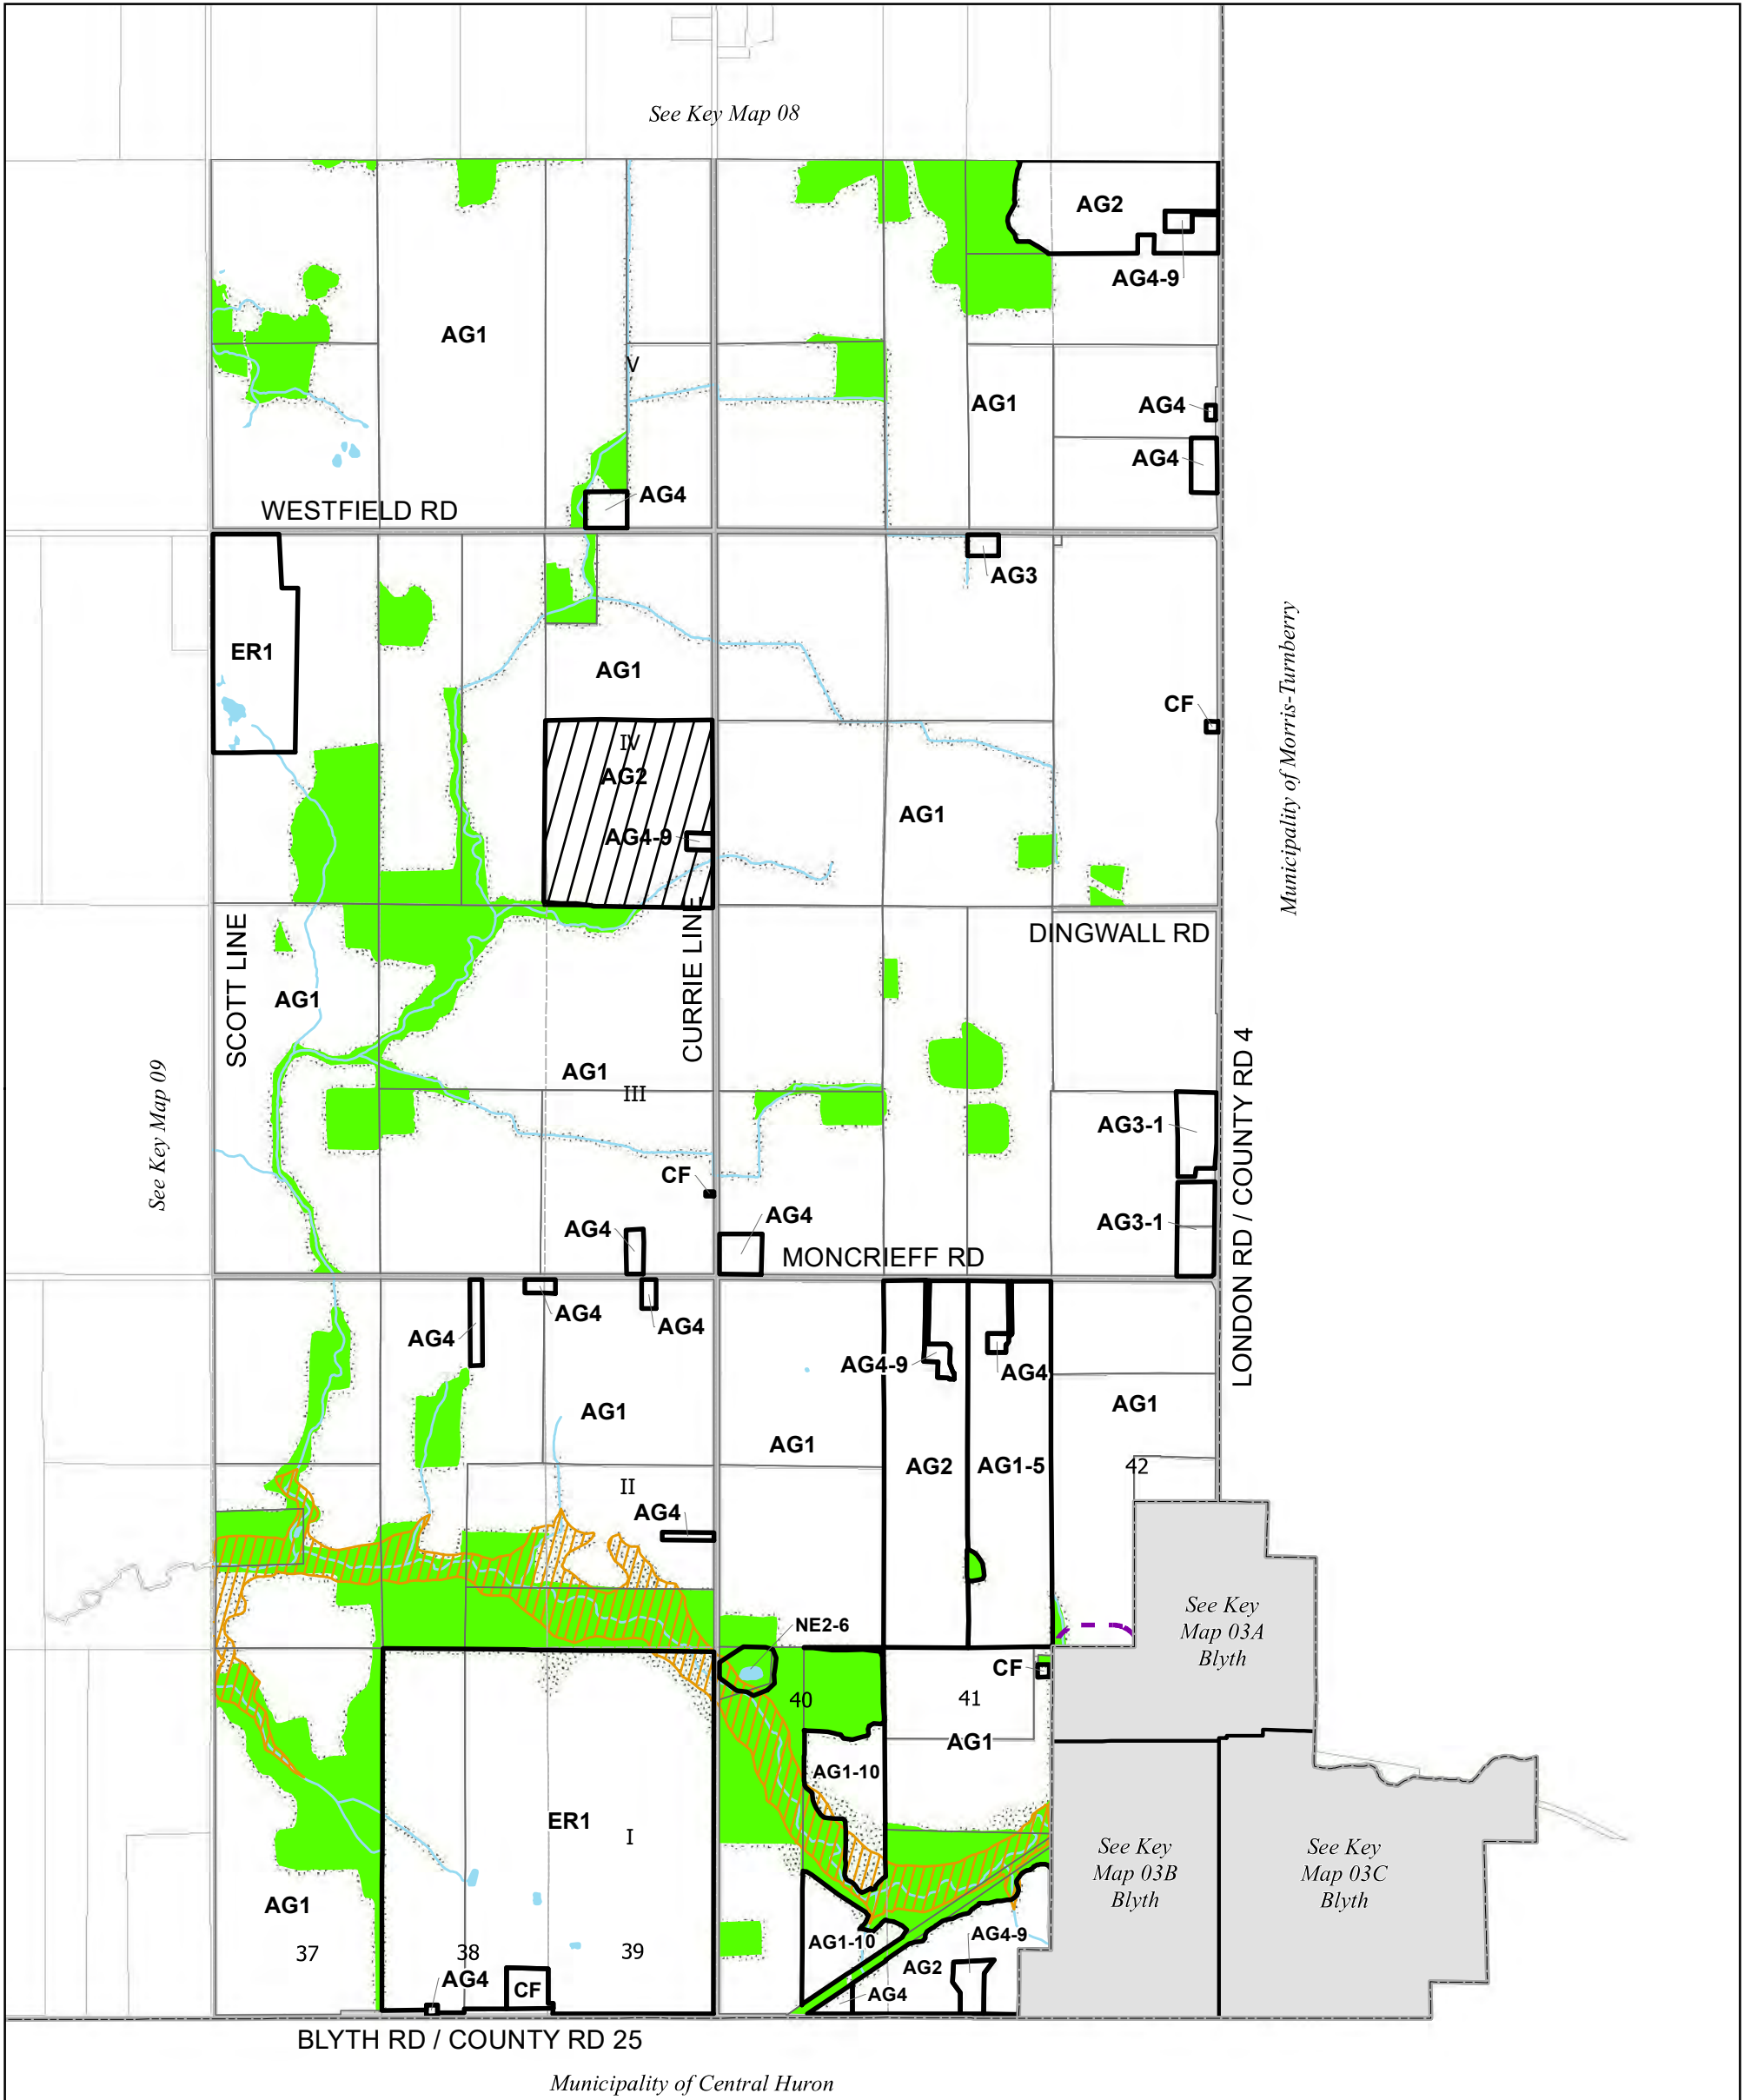 See Key Map 08
AG2
AG4-9
AG1
V
AG1
AG4
AG4
AG4
WESTFIELD RD
AG3
ER1
AG1
CF
IV
AG2
AG4-9
AG1
Municipality of Morris-Turnberry
SCOTT LINE
CURRIE LINE
DINGWALL RD
AG1
AG1
III
See Key Map 09
LONDON RD / COUNTY RD 4
AG3-1
CF
AG4
AG4
AG3-1
MONCRIEFF RD
AG4
AG4
AG4
AG4-9
AG4
AG1
AG1
AG1
AG2
AG1-5
42
II
AG4
See Key
Map 03A
Blyth
NE2-6
CF
40
41
AG1
AG1-10
ER1
I
See Key
Map 03B
Blyth
See Key
Map 03C
Blyth
AG1
37
38
39
AG1-10
AG4-9
AG2
AG4
CF
AG4
BLYTH RD / COUNTY RD 25
Municipality of Central Huron